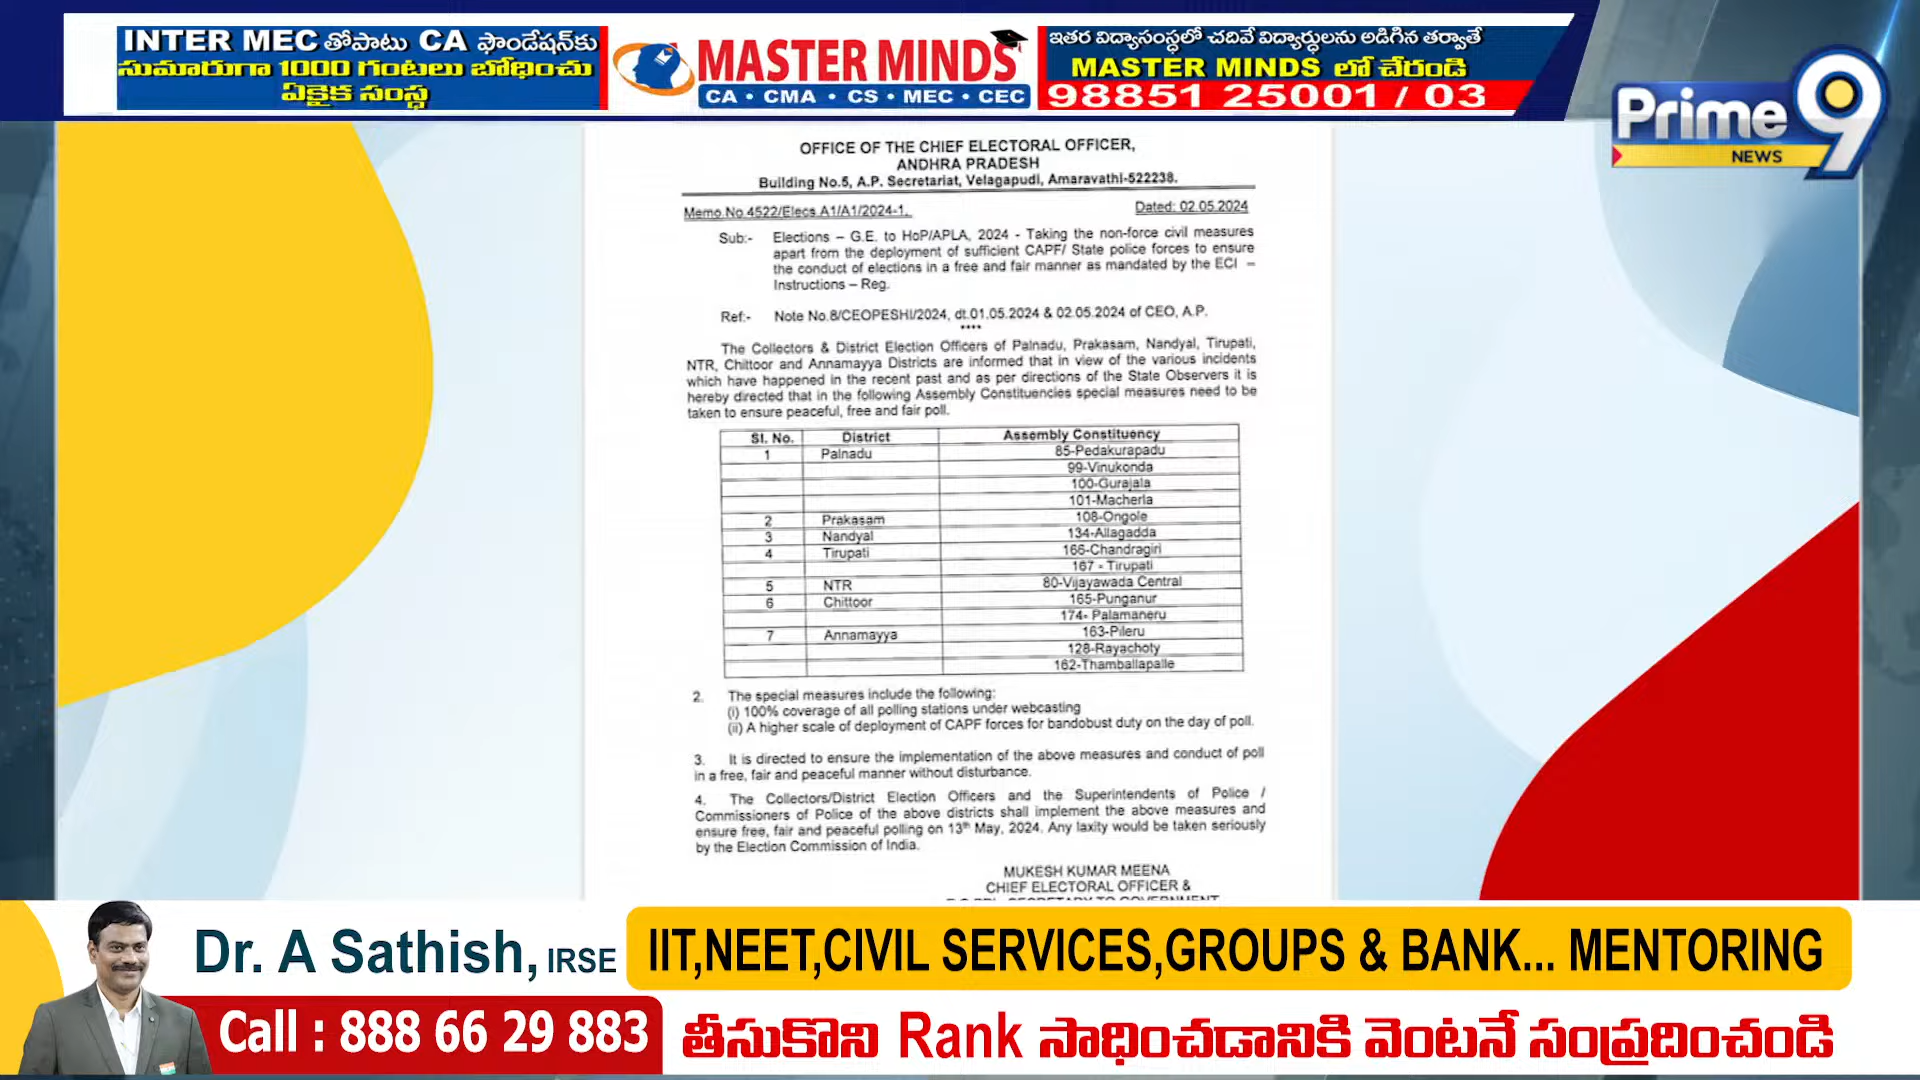 INTER MEC తోపాటు CA ఫౌండేషన్‌కు
సుమారుగా 1000 గంటలు బోధించు
ఏకైక సంస్థ
MASTER MINDS
CA • CMA • CS • MEC • CEC
ఇతర విద్యాసంస్థలో చదివే విద్యార్థులను అడిగిన తర్వాతే
MASTER MINDS లో చేరండి
98851 25001 / 03
Prime 9
NEWS
OFFICE OF THE CHIEF ELECTORAL OFFICER,
ANDHRA PRADESH
Building No.5, A.P. Secretariat, Velagapudi, Amaravathi-522238.
Memo.No.4522/Elecs.A1/A1/2024-1, Dated: 02.05.2024
Sub:- Elections – G.E. to HoP/APLA, 2024 - Taking the non-force civil measures
apart from the deployment of sufficient CAPF/ State police forces to ensure
the conduct of elections in a free and fair manner as mandated by the ECI –
Instructions – Reg.
Ref:- Note No.8/CEOPESHI/2024, dt.01.05.2024 & 02.05.2024 of CEO, A.P.
****
The Collectors & District Election Officers of Palnadu, Prakasam, Nandyal, Tirupati,
NTR, Chittoor and Annamayya Districts are informed that in view of the various incidents
which have happened in the recent past and as per directions of the State Observers it is
hereby directed that in the following Assembly Constituencies special measures need to be
taken to ensure peaceful, free and fair poll.
Sl. No. District Assembly Constituency
1 Palnadu 85-Pedakurapadu
99-Vinukonda
100-Gurajala
101-Macherla
2 Prakasam 108-Ongole
3 Nandyal 134-Allagadda
4 Tirupati 166-Chandragiri
167 - Tirupati
5 NTR 80-Vijayawada Central
6 Chittoor 165-Punganur
174- Palamaneru
7 Annamayya 163-Pileru
128-Rayachoty
162-Thamballapalle
2. The special measures include the following:
(i) 100% coverage of all polling stations under webcasting
(ii) A higher scale of deployment of CAPF forces for bandobust duty on the day of poll.
3. It is directed to ensure the implementation of the above measures and conduct of poll
in a free, fair and peaceful manner without disturbance.
4. The Collectors/District Election Officers and the Superintendents of Police /
Commissioners of Police of the above districts shall implement the above measures and
ensure free, fair and peaceful polling on 13th May, 2024. Any laxity would be taken seriously
by the Election Commission of India.
MUKESH KUMAR MEENA
CHIEF ELECTORAL OFFICER &
Dr. A Sathish, IRSE
IIT,NEET,CIVIL SERVICES,GROUPS & BANK... MENTORING
Call : 888 66 29 883
తీసుకొని Rank సాధించడానికి వెంటనే సంప్రదించండి